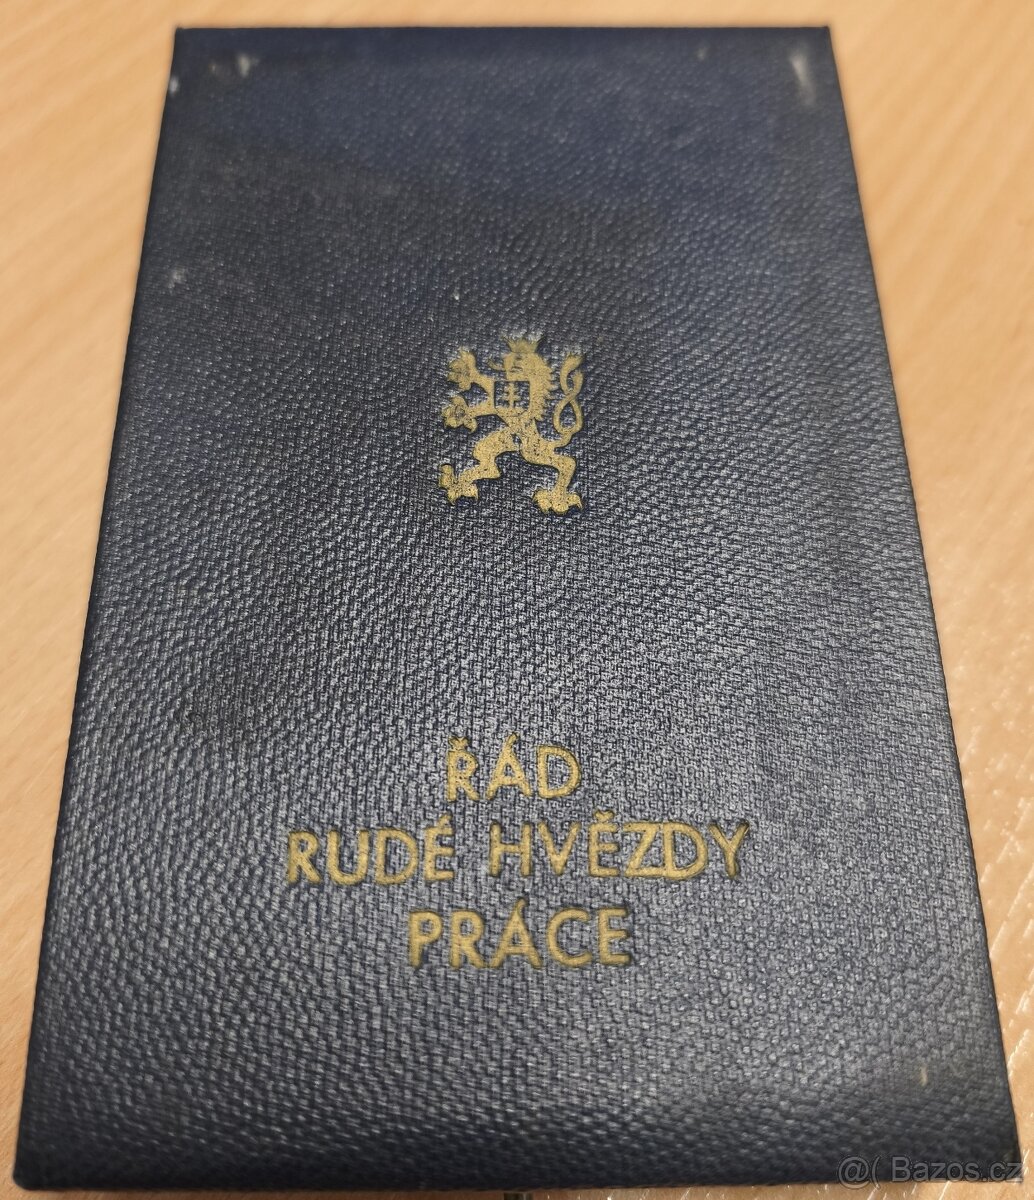 ŘÁD
RUDÉ HVĚZDY
PRÁCE
@( Bazos.cz